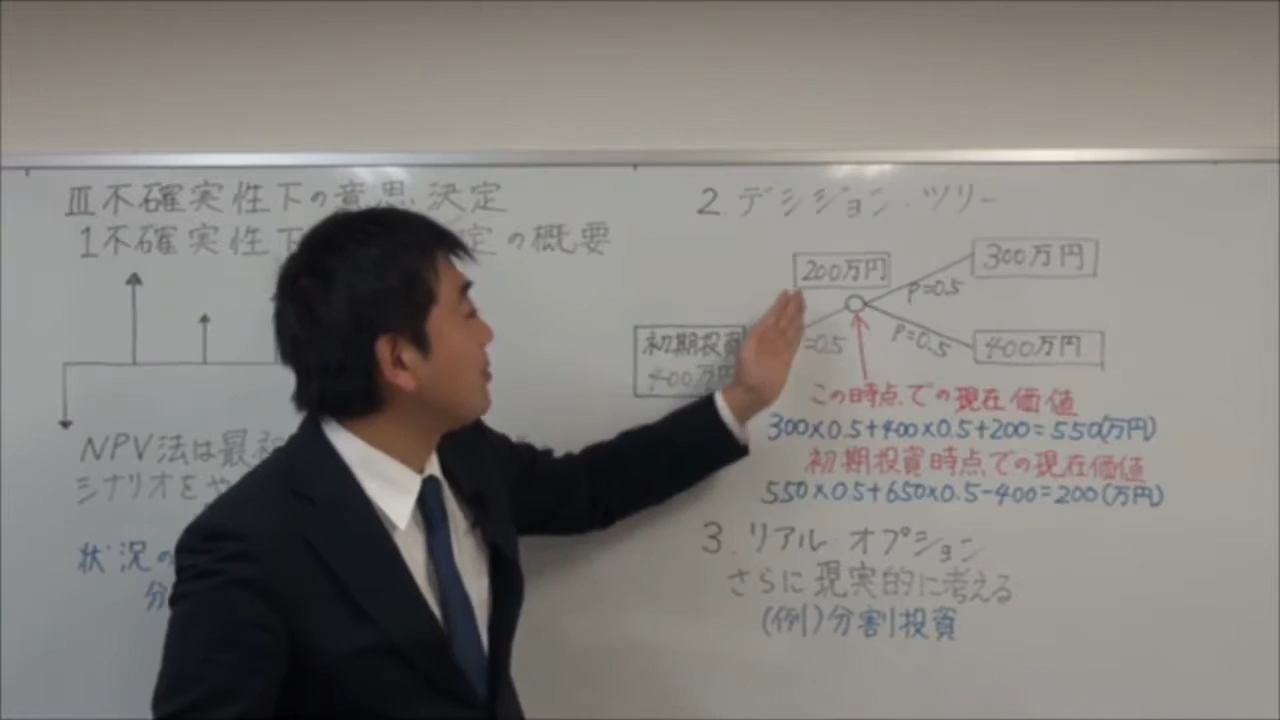 Ⅲ不確実性下の意思決定
1不確実性下 定の概要
NPV法は最
シナリオをや
状況の
分
2.デシジョン・ツリー
200万円
300万円
P=0.5
初期投資
400万円
=0.5
P=0.5
400万円
この時点での現在価値
300×0.5+400×0.5+200=550(万円)
初期投資時点での現在価値
550×0.5+650×0.5-400=200(万円)
3.リアル オプション
さらに現実的に考える
(例)分割投資